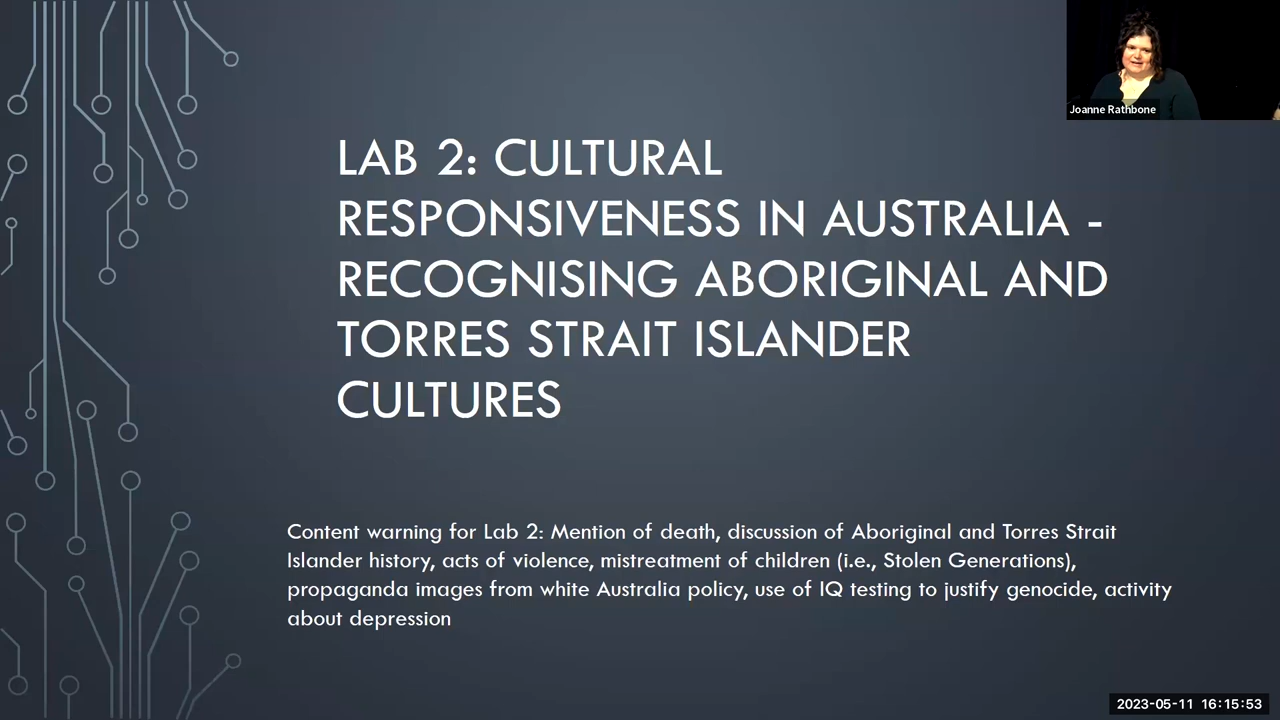 Joanne Rathbone
LAB 2: CULTURAL
RESPONSIVENESS IN AUSTRALIA -
RECOGNISING ABORIGINAL AND
TORRES STRAIT ISLANDER
CULTURES
Content warning for Lab 2: Mention of death, discussion of Aboriginal and Torres Strait
Islander history, acts of violence, mistreatment of children (i.e., Stolen Generations),
propaganda images from white Australia policy, use of IQ testing to justify genocide, activity
about depression
2023-05-11 16:15:53